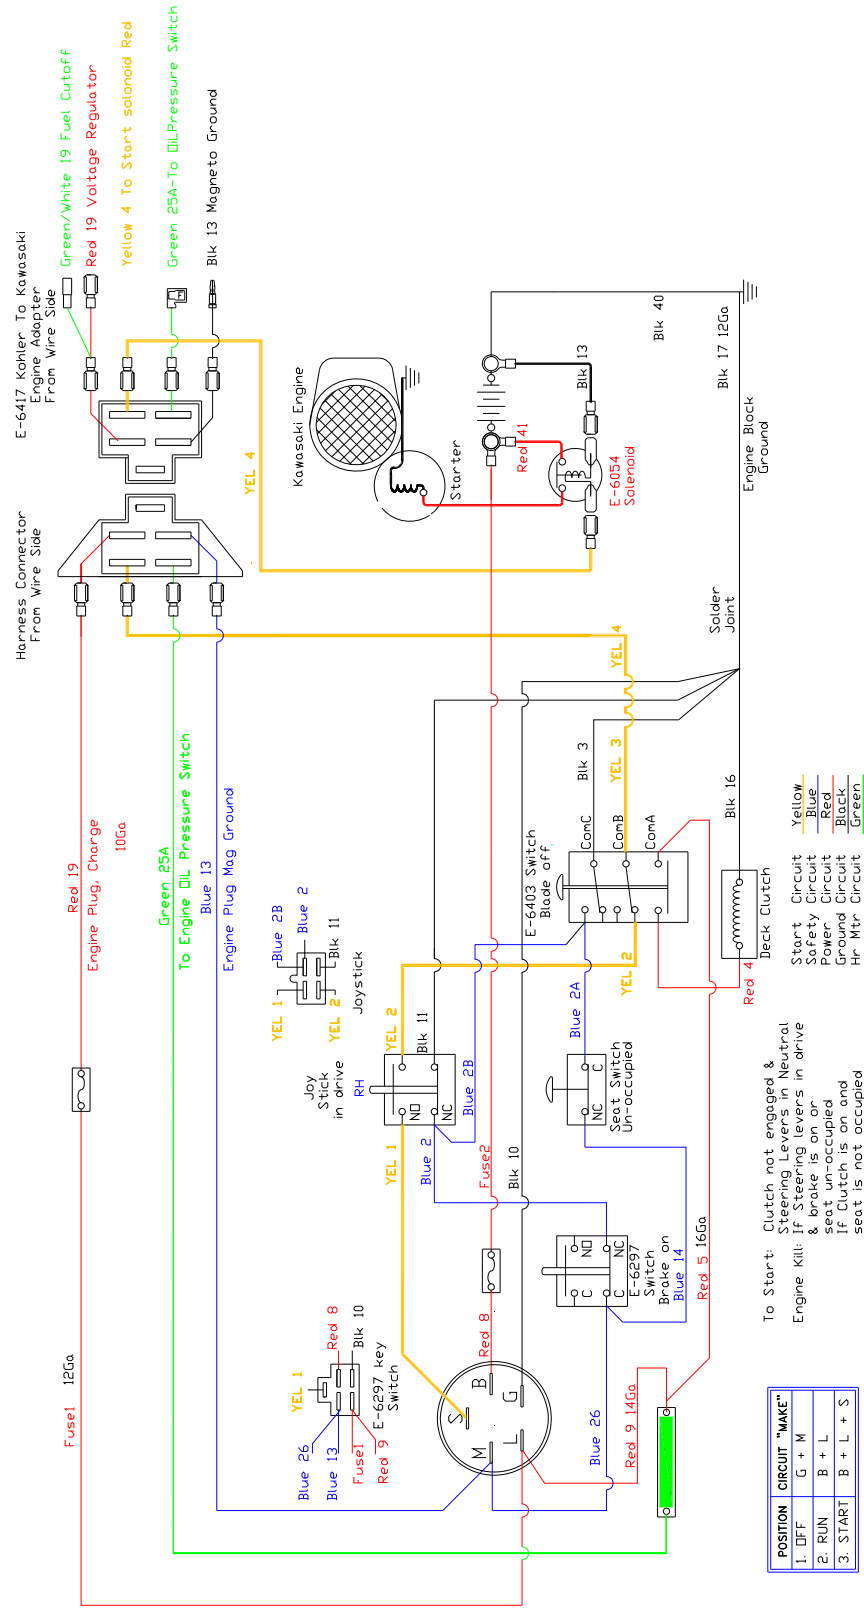 E-6417 Kohler To Kawasaki
Engine Adapter
From Wire Side
Green/White 19 Fuel Cutoff
Red 19 Voltage Regulator
Yellow 4 To Start solonoid Red
Green 25A-To OiLPressure Switch
Blk 13 Magneto Ground
Harness Connector
From Wire Side
YEL 4
Kawasaki Engine
Starter
Red 41
Blk 13
E-6054
Solenoid
Blk 40
Blk 17 12Ga
Engine Block
Ground
Solder
Joint
YEL 4
YEL 3
Blk 3
Red 19
Engine Plug, Charge
10Ga
Green 25A
To Engine OiL Pressure Switch
Blue 13
Engine Plug Mag Ground
Blue 2B
Blue 2
YEL 1
YEL 2
Blk 11
Joystick
E-6403 Switch
Blade off
ComC
ComB
ComA
Blk 16
Deck Clutch
Red 4
YEL 2
YEL 2
Blue 2A
Joy
Stick
in drive
RH
Blk 11
NO
NC
Blue 2B
YEL 1
Blue 2
Seat Switch
Un-occupied
C
NC
Fuse2
Blk 10
Red 8
E-6297
Switch
Brake on
NO
NC
C
C
Blue 14
Red 5 16Ga
Fuse1 12Ga
YEL 1
Red 8
Blk 10
Blue 26
Blue 13
Fuse1
Red 9
E-6297 key
Switch
S
B
G
M
L
Blue 26
Red 9 14Ga
Start Circuit Yellow
Safety Circuit Blue
Power Circuit Red
Ground Circuit Black
Hr Mtr Circuit Green
To Start: Clutch not engaged &
Steering Levers in Neutral
Engine Kill: If Steering levers in drive
& brake is on or
seat un-occupied
If Clutch is on and
seat is not occupied
POSITION CIRCUIT "MAKE"
1. OFF G + M
2. RUN B + L
3. START B + L + S